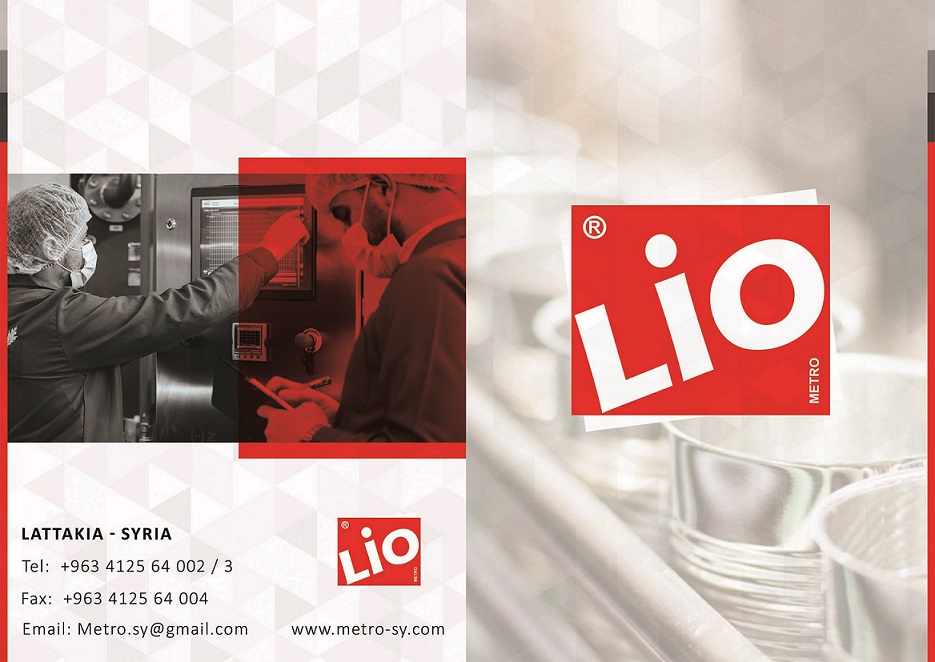 LATTAKIA - SYRIA
Tel: +963 4125 64 002 / 3
Fax: +963 4125 64 004
Email: Metro.sy@gmail.com
www.metro-sy.com
®
LiO
METRO
®
LiO
METRO